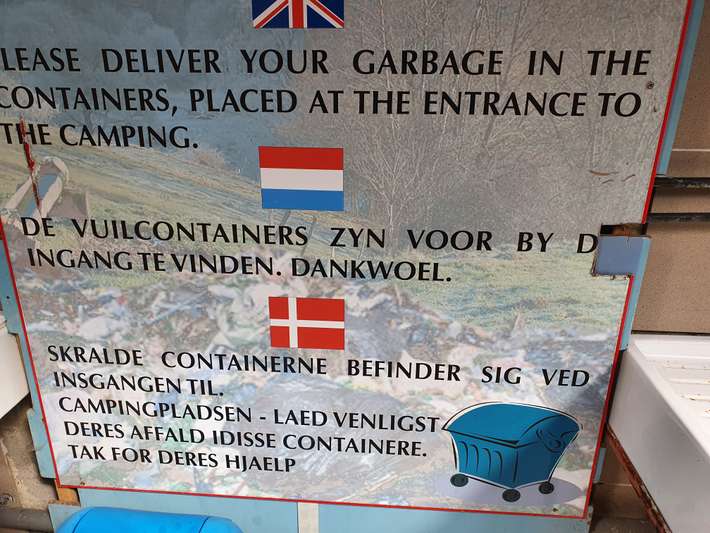 LEASE DELIVER YOUR GARBAGE IN THE
CONTAINERS, PLACED AT THE ENTRANCE TO
THE CAMPING.
DE VUILCONTAINERS ZYN VOOR BY D
INGANG TE VINDEN. DANKWOEL.
SKRALDE CONTAINERNE BEFINDER SIG VED
INSGANGEN TIL.
CAMPINGPLADSEN - LAED VENLIGST
DERES AFFALD IDISSE CONTAINERE.
TAK FOR DERES HJAELP